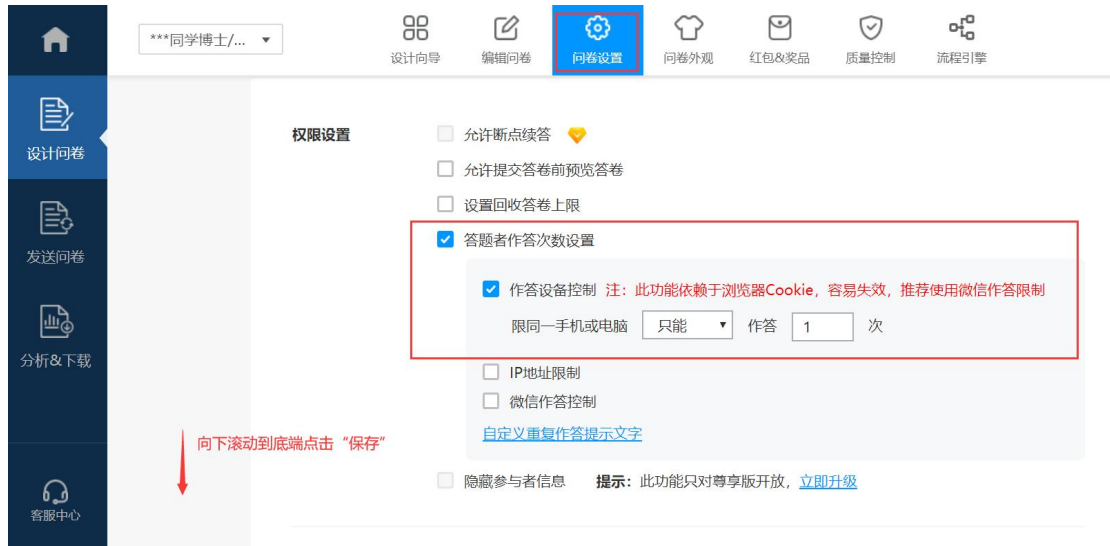 ***同学博士/...
设计向导
编辑问卷
问卷设置
问卷外观
红包&奖品
质量控制
流程引擎
设计问卷
发送问卷
分析&下载
客服中心
权限设置
允许断点续答
允许提交答卷前预览答卷
设置回收答卷上限
答题者作答次数设置
作答设备控制 注：此功能依赖于浏览器Cookie，容易失效，推荐使用微信作答限制
限同一手机或电脑 只能 作答 1 次
IP地址限制
微信作答控制
自定义重复作答提示文字
向下滚动到底端点击“保存”
隐藏参与者信息 提示：此功能只对尊享版开放，立即升级